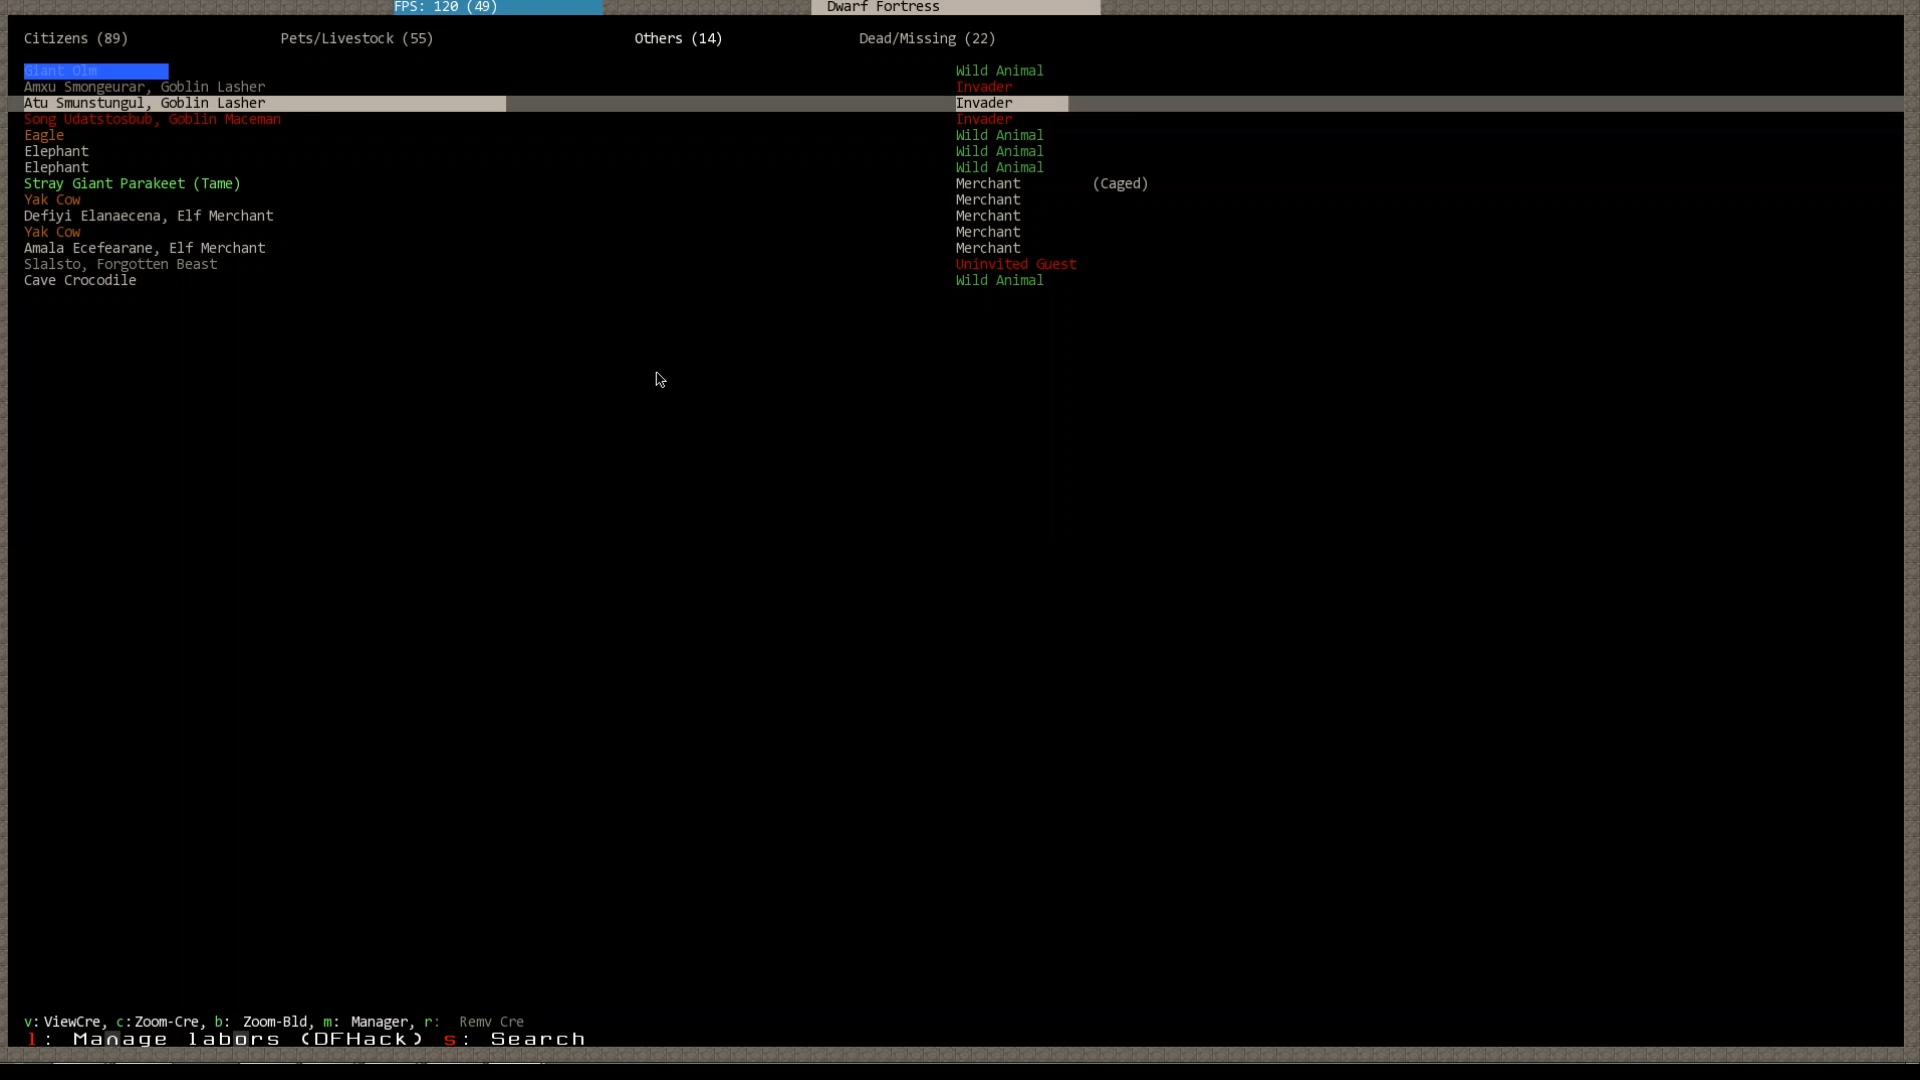 FPS: 120 (49) Dwarf Fortress
Citizens (89) Pets/Livestock (55) Others (14) Dead/Missing (22)
Giant Olm Wild Animal
Amxu Smongeurar, Goblin Lasher Invader
Atu Smunstungul, Goblin Lasher Invader
Song Udatstosbub, Goblin Maceman Invader
Eagle Wild Animal
Elephant Wild Animal
Elephant Wild Animal
Stray Giant Parakeet (Tame) Merchant (Caged)
Yak Cow Merchant
Defiyi Elanaecena, Elf Merchant Merchant
Yak Cow Merchant
Amala Ecefearane, Elf Merchant Merchant
Slalsto, Forgotten Beast Uninvited Guest
Cave Crocodile Wild Animal
v: ViewCre, c: Zoom-Cre, b: Zoom-Bld, m: Manager, r: Remv Cre
l: Manage labors (DFHack) s: Search